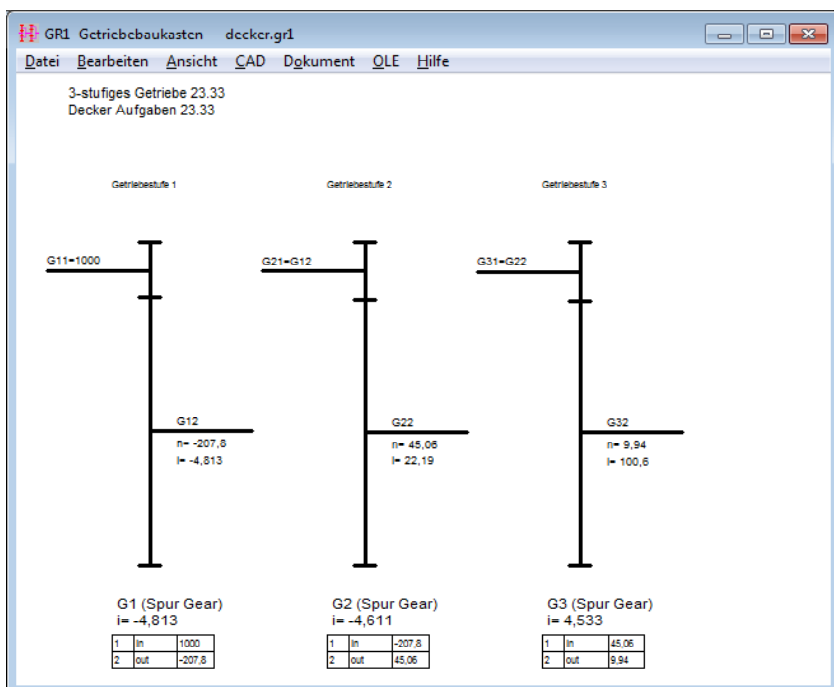 GR1 Getriebebaukasten decker.gr1
Datei Bearbeiten Ansicht CAD Dokument OLE Hilfe
3-stufiges Getriebe 23.33
Decker Aufgaben 23.33
Getriebestufe 1 Getriebestufe 2 Getriebestufe 3
G11=1000 G21=G12 G31=G22
G12 G22 G32
n= -207,8 n= 45,06 n= 9,94
i= -4,813 i= 22,19 i= 100,6
G1 (Spur Gear) G2 (Spur Gear) G3 (Spur Gear)
i= -4,813 i= -4,611 i= 4,533
1 in 1000 1 in -207,8 1 in 45,06
2 out -207,8 2 out 45,06 2 out 9,94